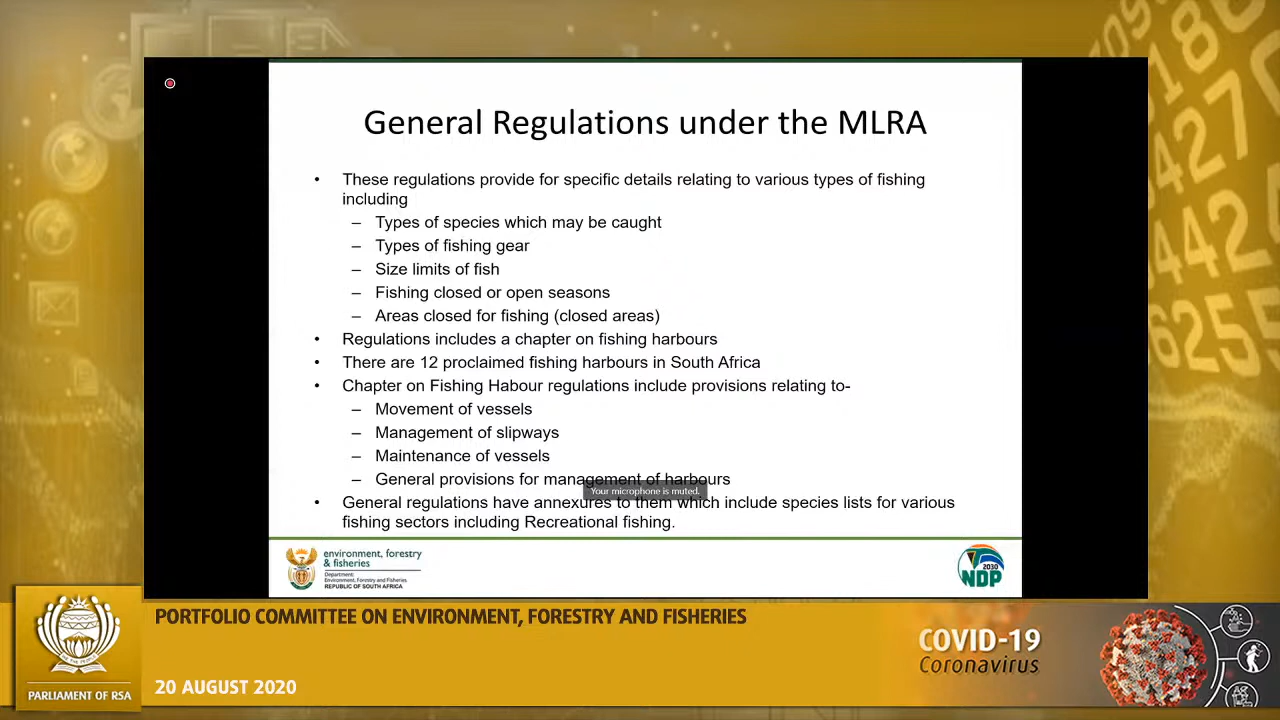 General Regulations under the MLRA
• These regulations provide for specific details relating to various types of fishing
including
– Types of species which may be caught
– Types of fishing gear
– Size limits of fish
– Fishing closed or open seasons
– Areas closed for fishing (closed areas)
• Regulations includes a chapter on fishing harbours
• There are 12 proclaimed fishing harbours in South Africa
• Chapter on Fishing Habour regulations include provisions relating to-
– Movement of vessels
– Management of slipways
– Maintenance of vessels
– General provisions for management of harbours
Your microphone is muted.
• General regulations have annexures to them which include species lists for various
fishing sectors including Recreational fishing.
environment, forestry
& fisheries
Department:
Environment, Forestry and Fisheries
REPUBLIC OF SOUTH AFRICA
2030
NDP
PORTFOLIO COMMITTEE ON ENVIRONMENT, FORESTRY AND FISHERIES
20 AUGUST 2020
PARLIAMENT OF RSA
COVID-19
Coronavirus